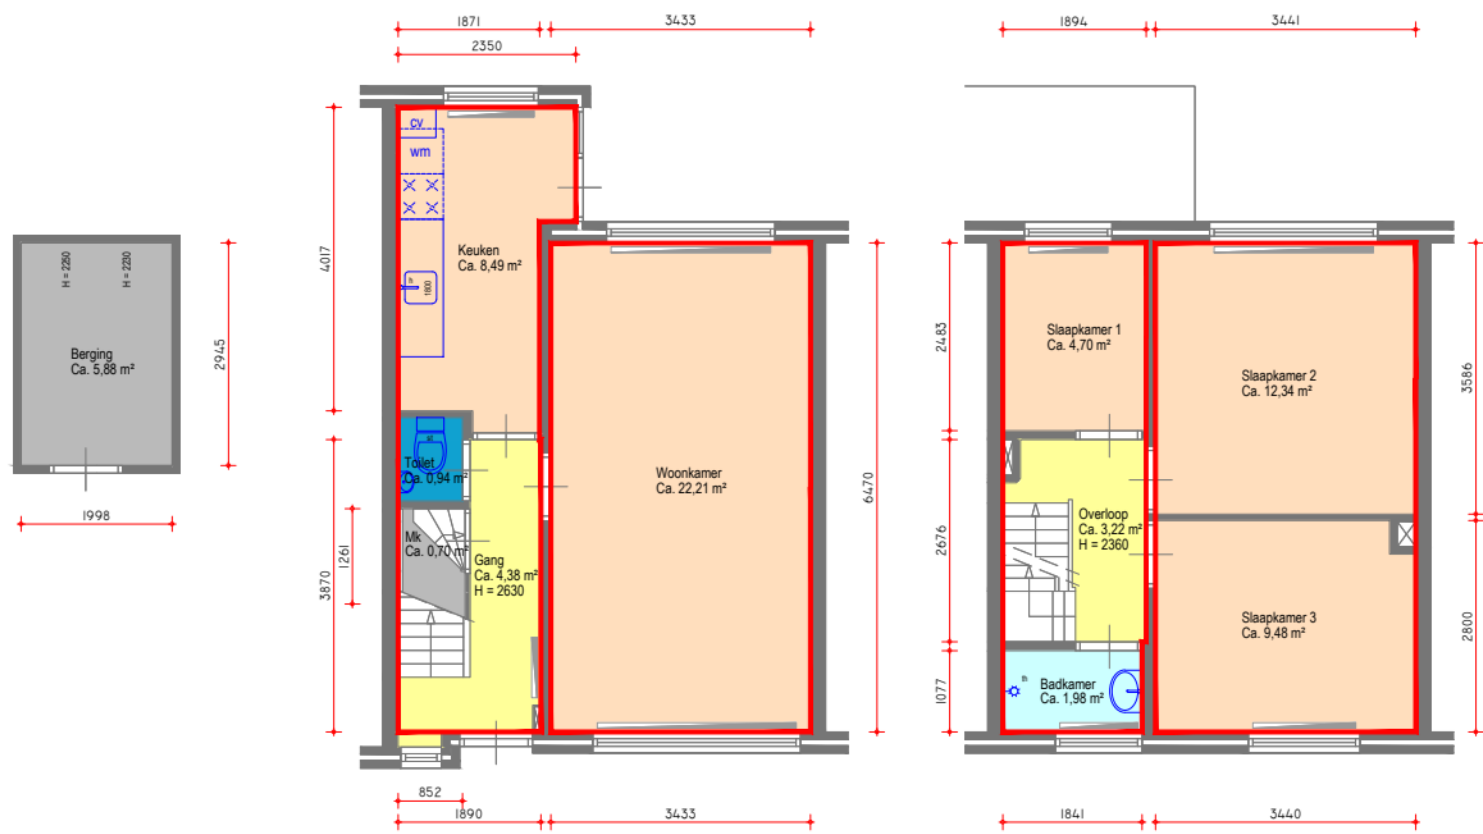 1871
3433
2350
1894
3441
cv
wm
Keuken
Ca. 8,49 m²
1800
4017
H = 2260
H = 2260
Berging
Ca. 5,88 m²
2945
1998
Toilet
Ca. 0,94 m²
Mk
Ca. 0,70 m²
Gang
Ca. 4,38 m²
H = 2630
1261
3870
Woonkamer
Ca. 22,21 m²
6470
852
1890
3433
Slaapkamer 1
Ca. 4,70 m²
2483
Slaapkamer 2
Ca. 12,34 m²
3586
Overloop
Ca. 3,22 m²
H = 2360
2676
Slaapkamer 3
Ca. 9,48 m²
2800
Badkamer
Ca. 1,98 m²
1077
1841
3440